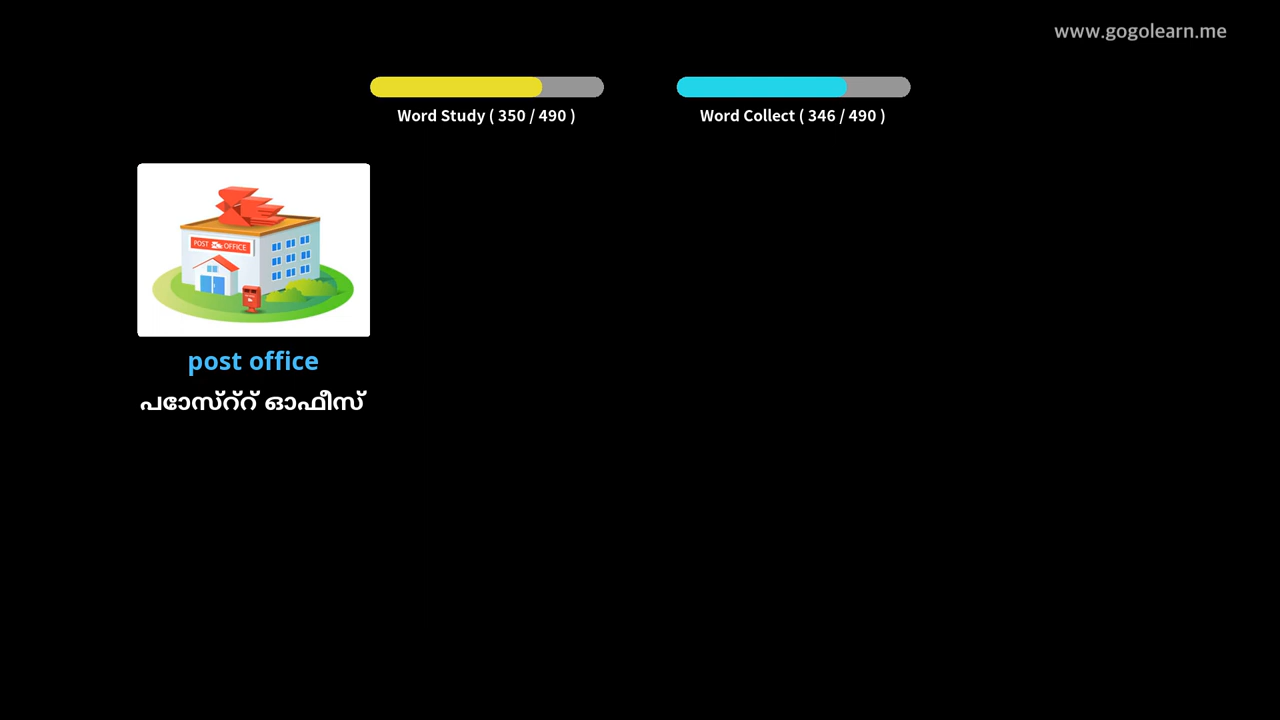 www.gogolearn.me
Word Study ( 350 / 490 )
Word Collect ( 346 / 490 )
POST OFFICE
post office
പോസ്റ്റ് ഓഫീസ്